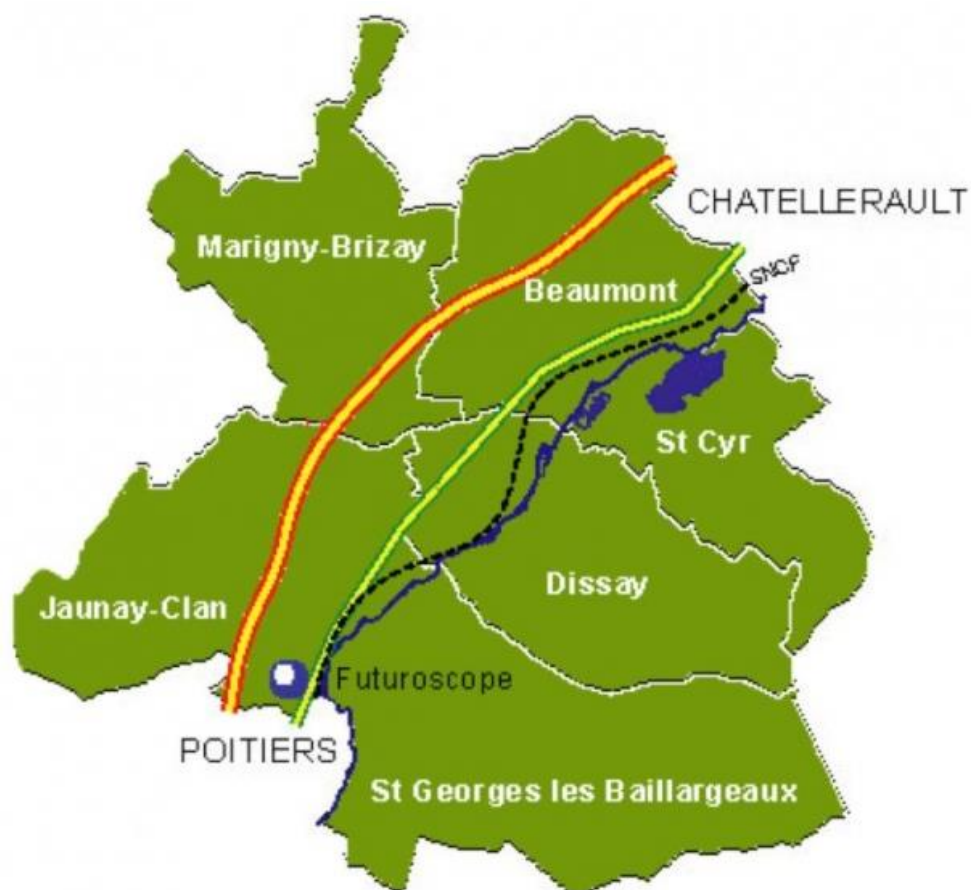 CHATELLERAULT
Marigny-Brizay
SNCF
Beaumont
St Cyr
Dissay
Jaunay-Clan
Futuroscope
POITIERS
St Georges les Baillargeaux